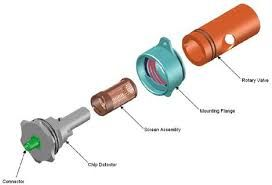 Rotary Valve
Mounting Flange
Screen Assembly
Chip Detector
Connector